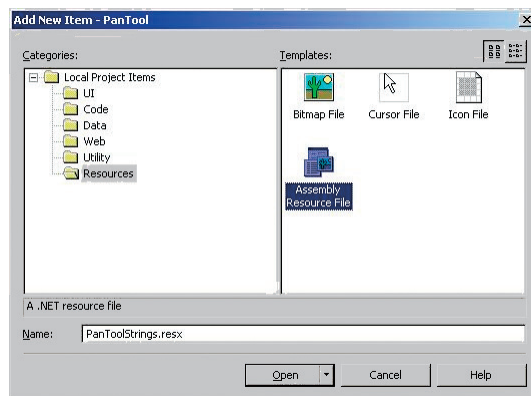 Add New Item - PanTool
Categories:
Templates:
Local Project Items
UI
Code
Data
Web
Utility
Resources
Bitmap File
Cursor File
Icon File
Assembly
Resource File
A .NET resource file
Name:
PanToolStrings.resx
Open
Cancel
Help